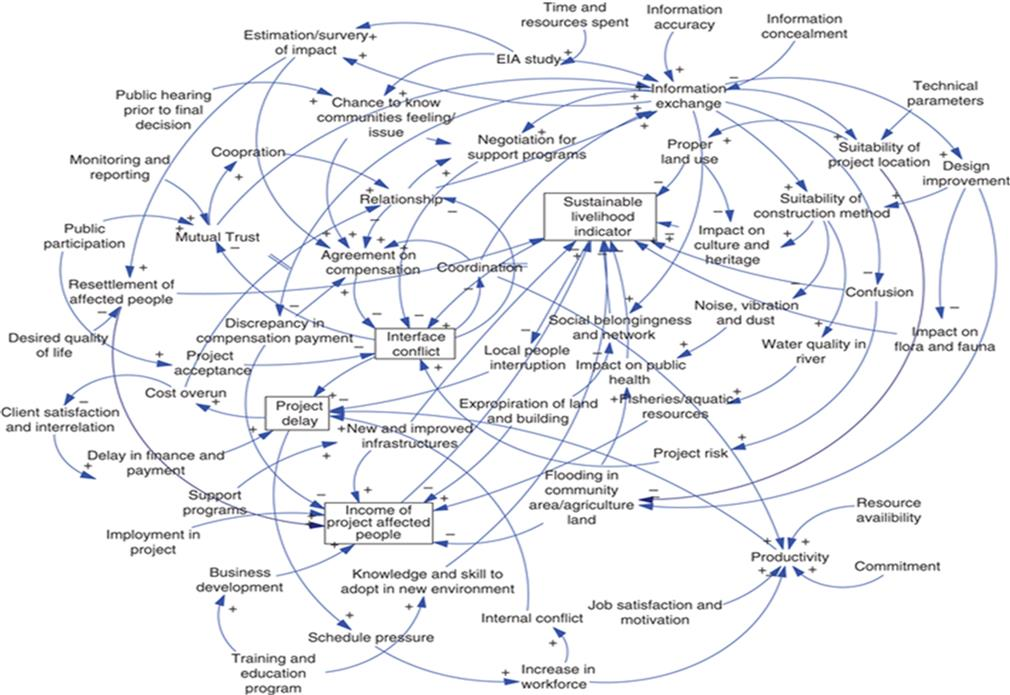 Time and
resources spent
Information
accuracy
Information
concealment
Estimation/survery
of impact
EIA study
Information
exchange
Technical
parameters
Public hearing
prior to final
decision
Chance to know
communities feeling/
issue
Negotiation for
support programs
Proper
land use
Suitability of
project location
Design
improvement
Monitoring and
reporting
Coopration
Relationship
Sustainable
livelihood
indicator
Suitability of
construction method
Public
participation
Mutual Trust
Impact on
culture and
heritage
Agreement on
compensation
Coordination
Resettlement of
affected people
Confusion
Noise, vibration
and dust
Desired quality
of life
Discrepancy in
compensation payment
Interface
conflict
Social belongingness
and network
Water quality in
river
Impact on
flora and fauna
Project
acceptance
Local people
interruption
Impact on public
health
Cost overun
Client satisfaction
and interrelation
Project
delay
Expropiration of land
and building
Fisheries/aquatic
resources
New and improved
infrastructures
Delay in finance and
payment
Project risk
Support
programs
Flooding in
community
area/agriculture
land
Income of
project affected
people
Resource
availibility
Imployment in
project
Productivity
Commitment
Business
development
Knowledge and skill to
adopt in new environment
Job satisfaction and
motivation
Internal conflict
Schedule pressure
Training and
education
program
Increase in
workforce